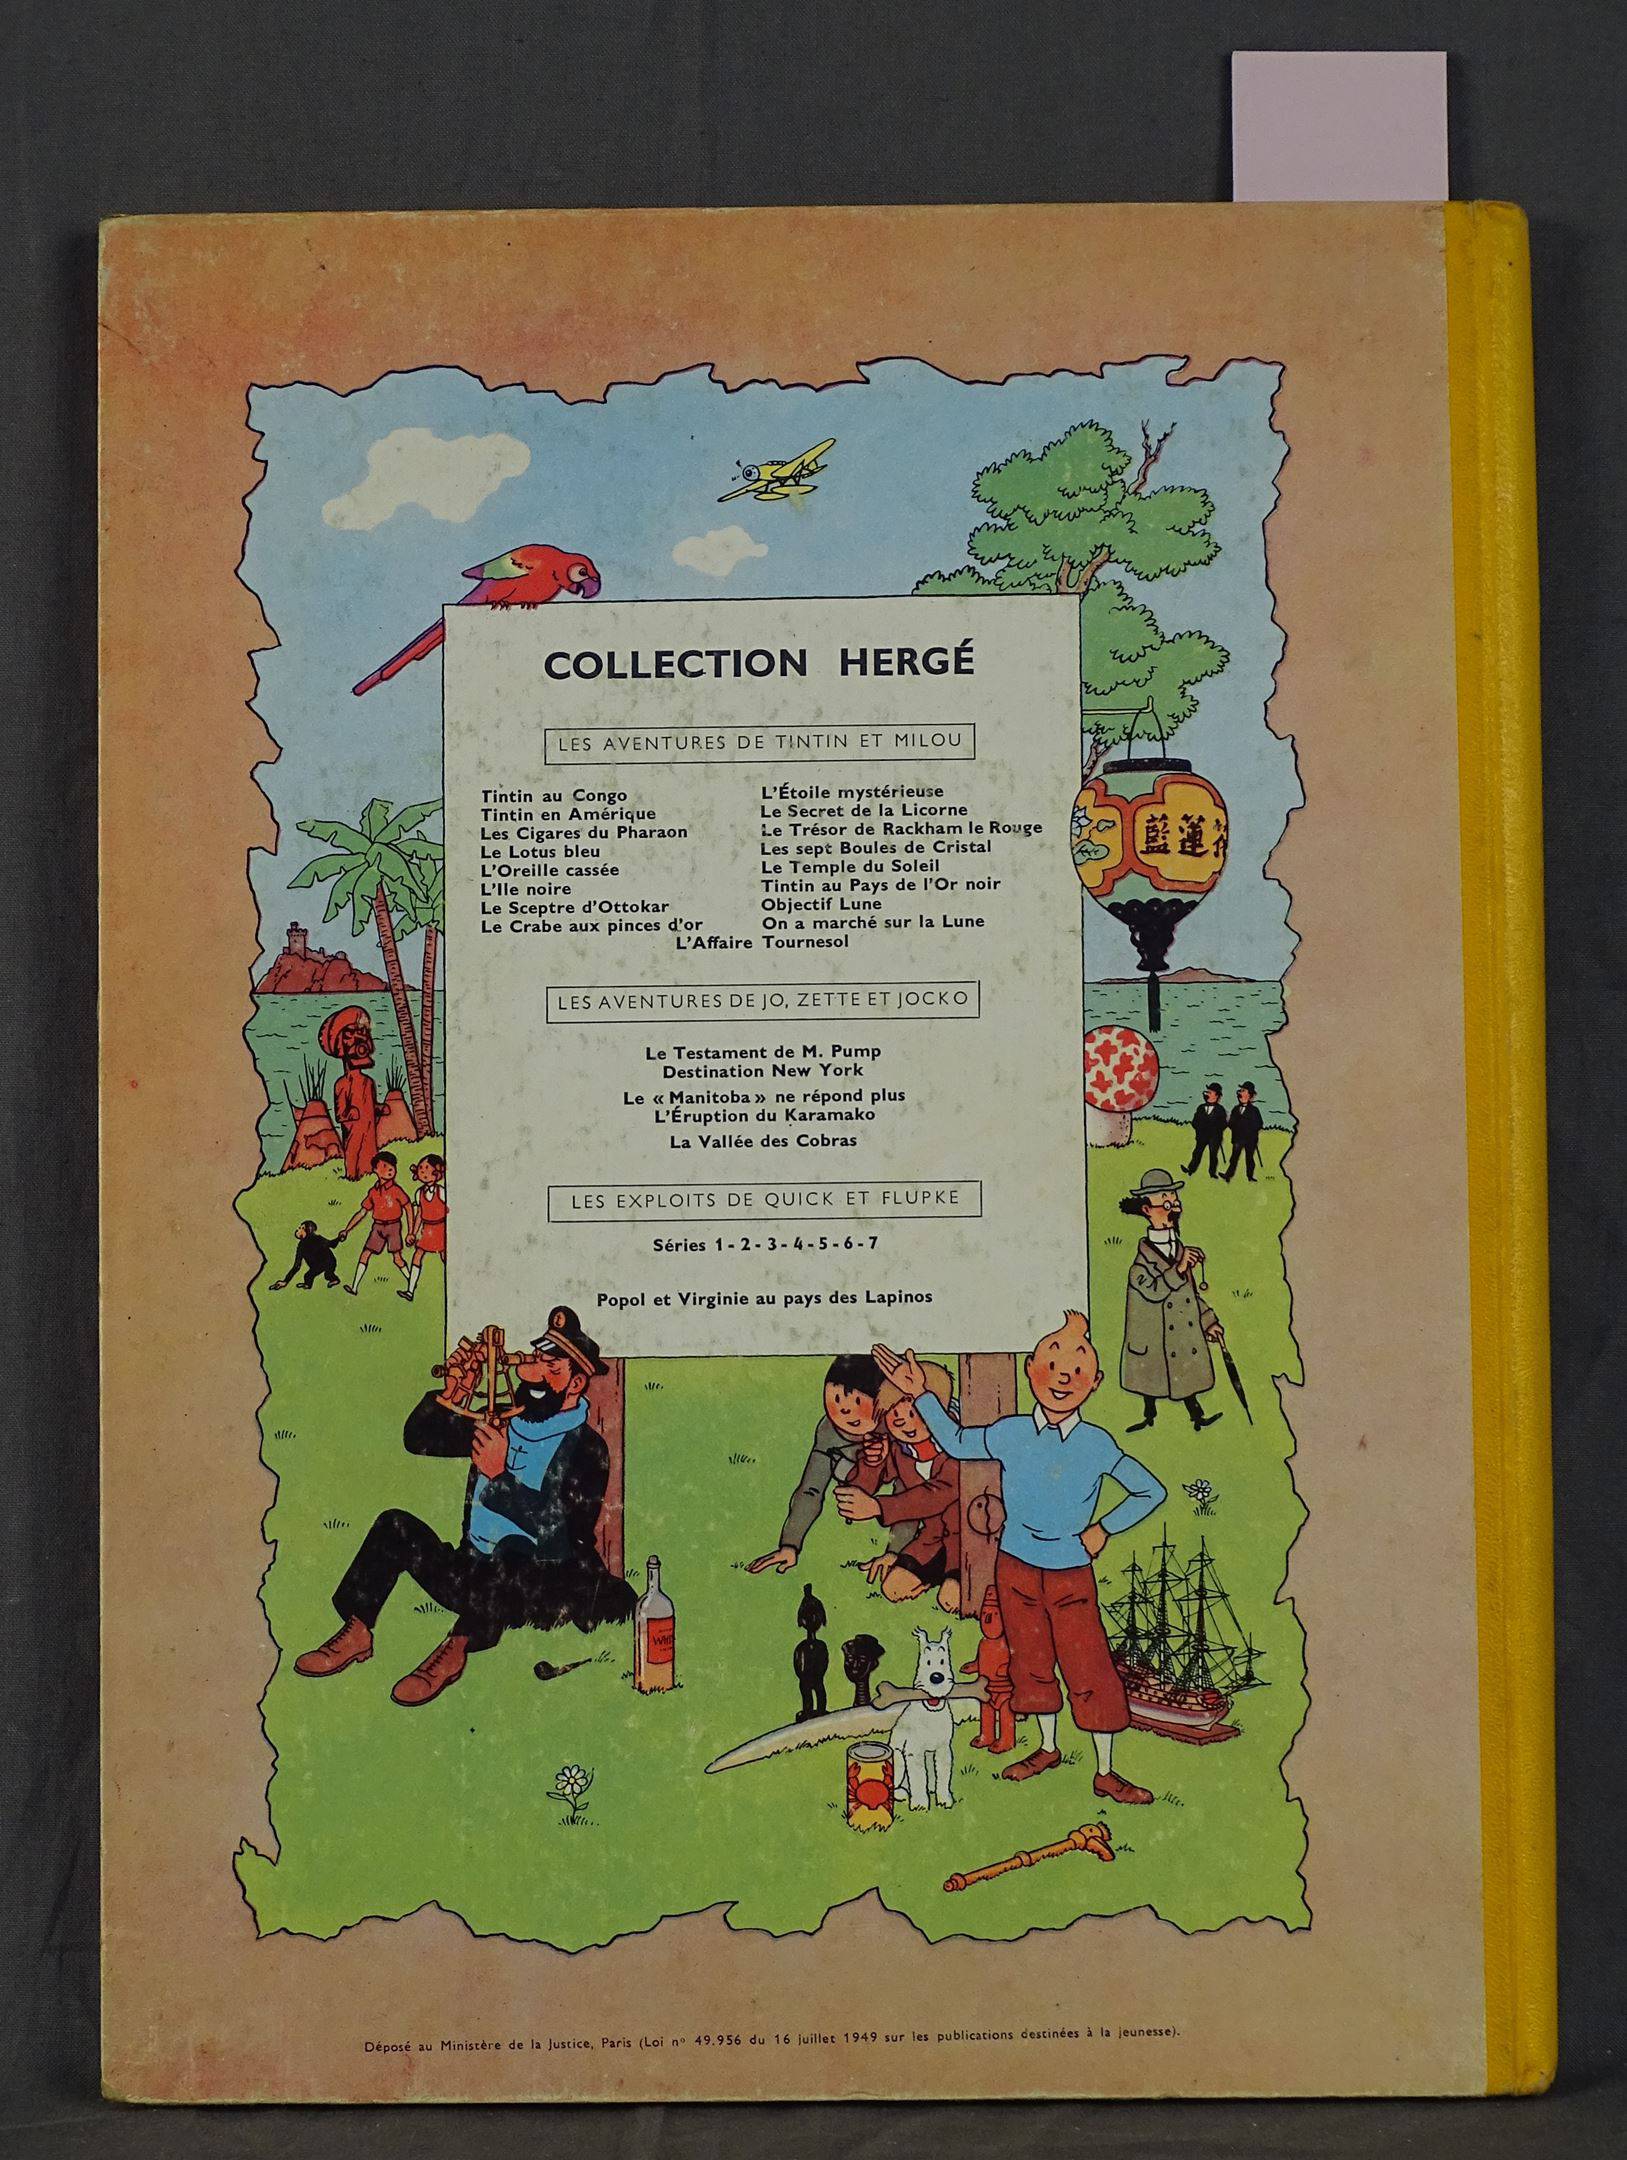 COLLECTION HERGÉ
LES AVENTURES DE TINTIN ET MILOU
Tintin au Congo
Tintin en Amérique
Les Cigares du Pharaon
Le Lotus bleu
L'Oreille cassée
L'Ile noire
Le Sceptre d'Ottokar
Le Crabe aux pinces d'or
L'Étoile mystérieuse
Le Secret de la Licorne
Le Trésor de Rackham le Rouge
Les sept Boules de Cristal
Le Temple du Soleil
Tintin au Pays de l'Or noir
Objectif Lune
On a marché sur la Lune
L'Affaire Tournesol
LES AVENTURES DE JO, ZETTE ET JOCKO
Le Testament de M. Pump
Destination New York
Le « Manitoba » ne répond plus
L'Éruption du Karamako
La Vallée des Cobras
LES EXPLOITS DE QUICK ET FLUPKE
Séries 1 - 2 - 3 - 4 - 5 - 6 - 7
Popol et Virginie au pays des Lapinos
藍蓮
WHI
Déposé au Ministère de la Justice, Paris (Loi nº 49.956 du 16 juillet 1949 sur les publications destinées à la jeunesse).